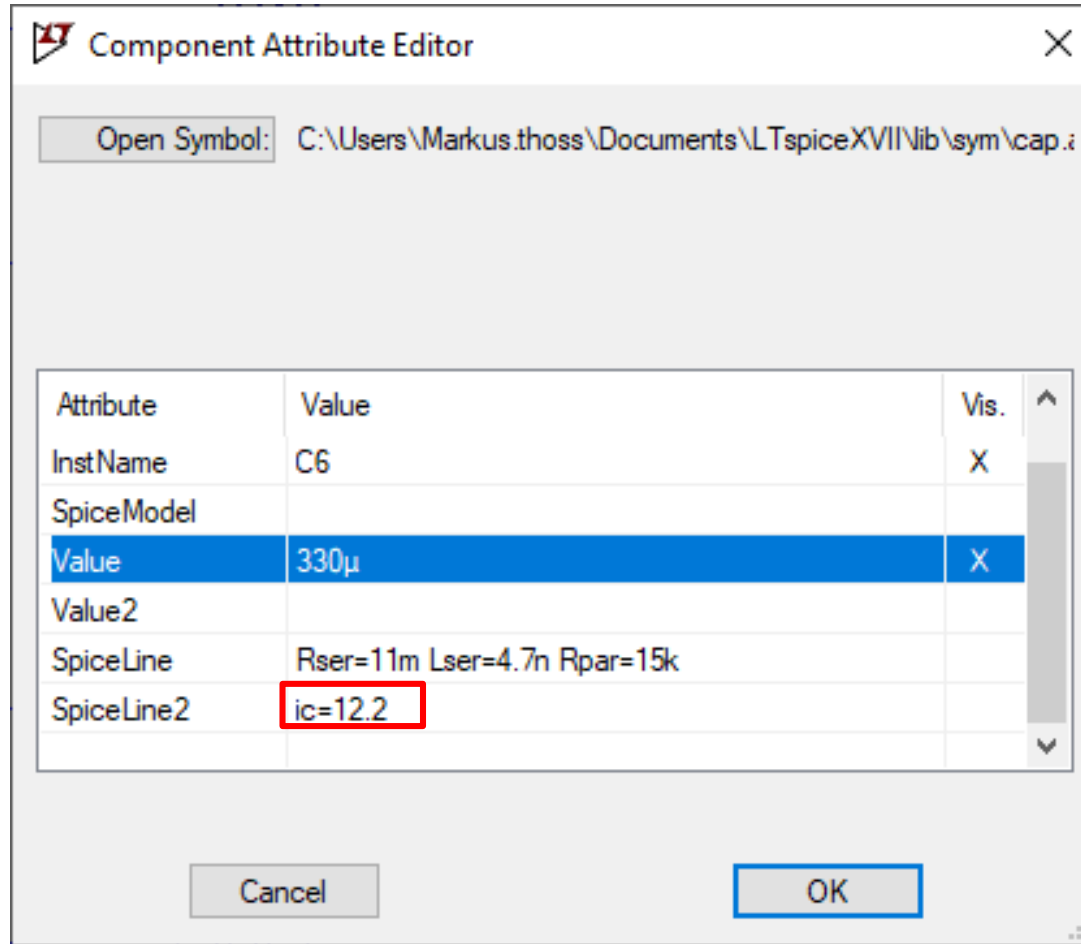 Component Attribute Editor
Open Symbol: C:\Users\Markus.thoss\Documents\LTspiceXVII\lib\sym\cap.a
Attribute Value Vis.
InstName C6 X
SpiceModel
Value 330µ X
Value2
SpiceLine Rser=11m Lser=4.7n Rpar=15k
SpiceLine2 ic=12.2
Cancel OK